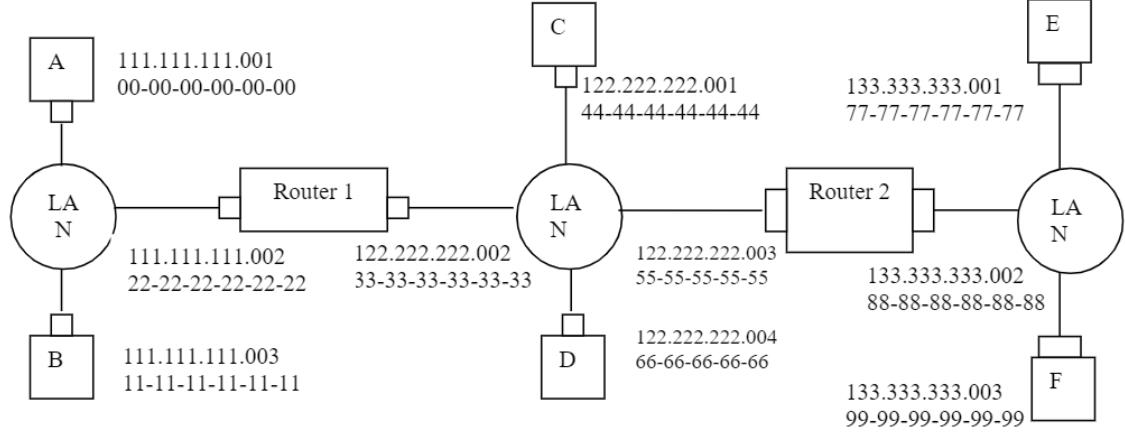 A
111.111.111.001
00-00-00-00-00-00
C
122.222.222.001
44-44-44-44-44-44
E
133.333.333.001
77-77-77-77-77-77
LA
N
Router 1
LA
N
Router 2
LA
N
111.111.111.002
22-22-22-22-22-22
122.222.222.002
33-33-33-33-33-33
122.222.222.003
55-55-55-55-55
133.333.333.002
88-88-88-88-88-88
B
111.111.111.003
11-11-11-11-11-11
D
122.222.222.004
66-66-66-66-66
133.333.333.003
99-99-99-99-99-99
F